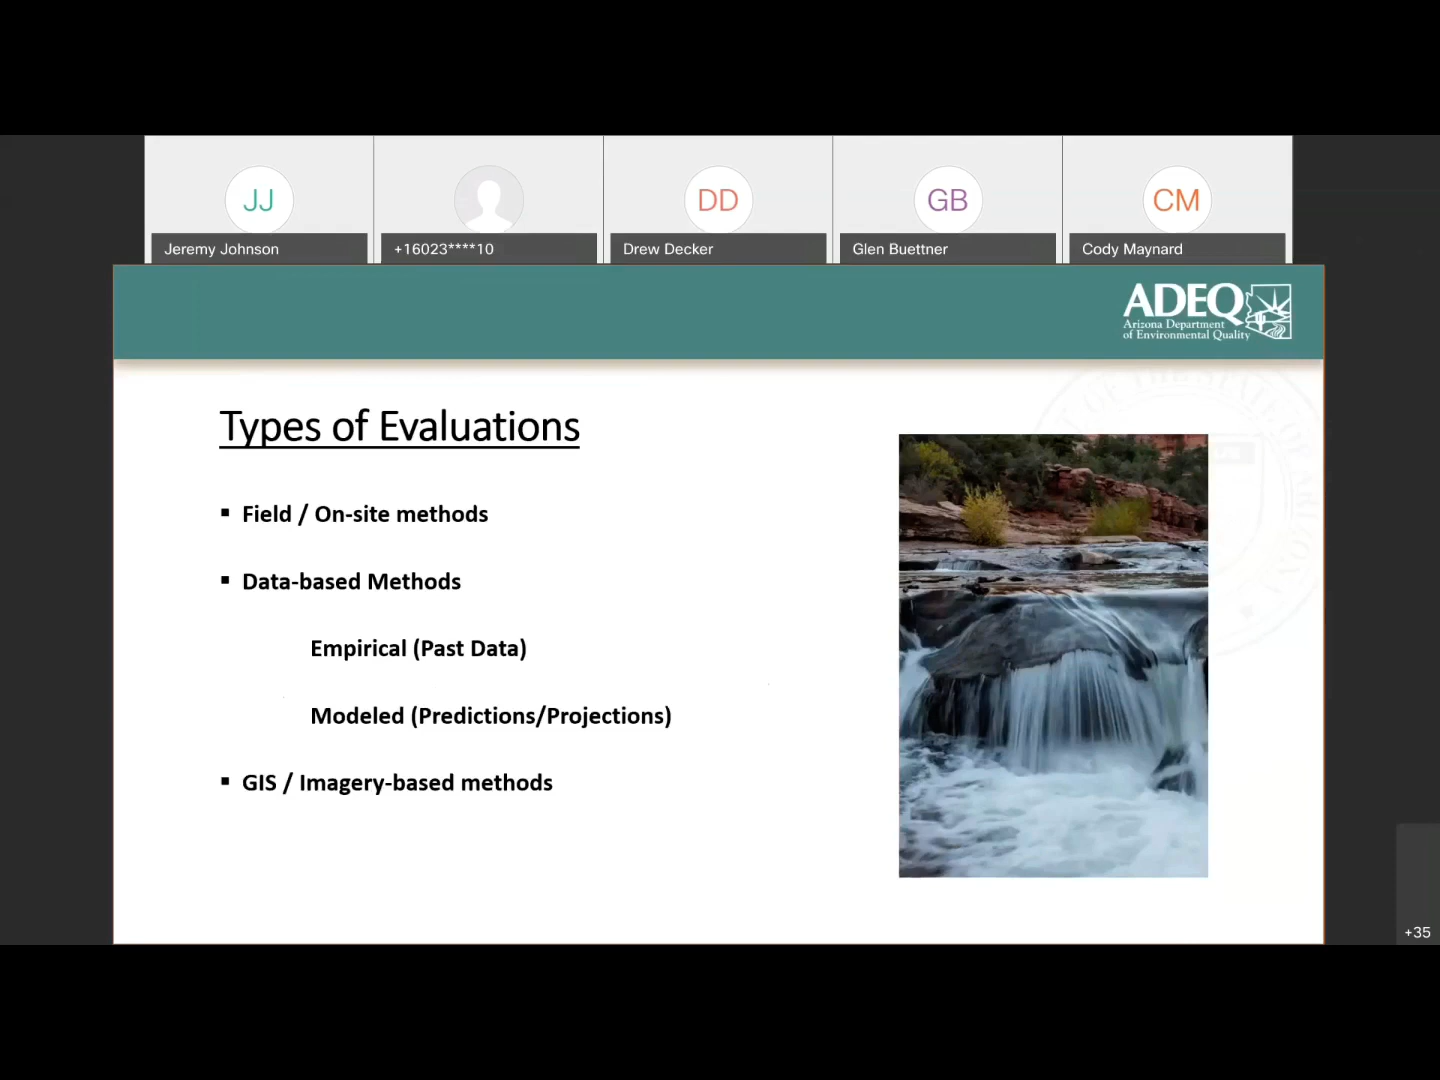 JJ
DD
GB
CM
Jeremy Johnson
+16023****10
Drew Decker
Glen Buettner
Cody Maynard
ADEQ
Arizona Department
of Environmental Quality
Types of Evaluations
▪ Field / On-site methods
▪ Data-based Methods
Empirical (Past Data)
Modeled (Predictions/Projections)
▪ GIS / Imagery-based methods
+35